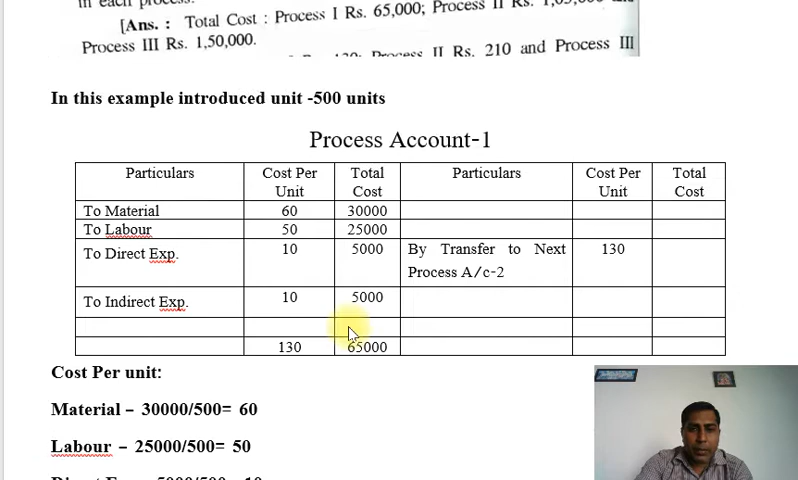 in each process.
[Ans. : Total Cost : Process I Rs. 65,000; Process II Rs.
Process III Rs. 1,50,000.
Process II Rs. 210 and Process III
In this example introduced unit -500 units
Process Account-1
Particulars Cost Per Unit Total Cost Particulars Cost Per Unit Total Cost
To Material 60 30000
To Labour 50 25000
To Direct Exp. 10 5000 By Transfer to Next Process A/c-2 130
To Indirect Exp. 10 5000
130 65000
Cost Per unit:
Material – 30000/500= 60
Labour – 25000/500= 50